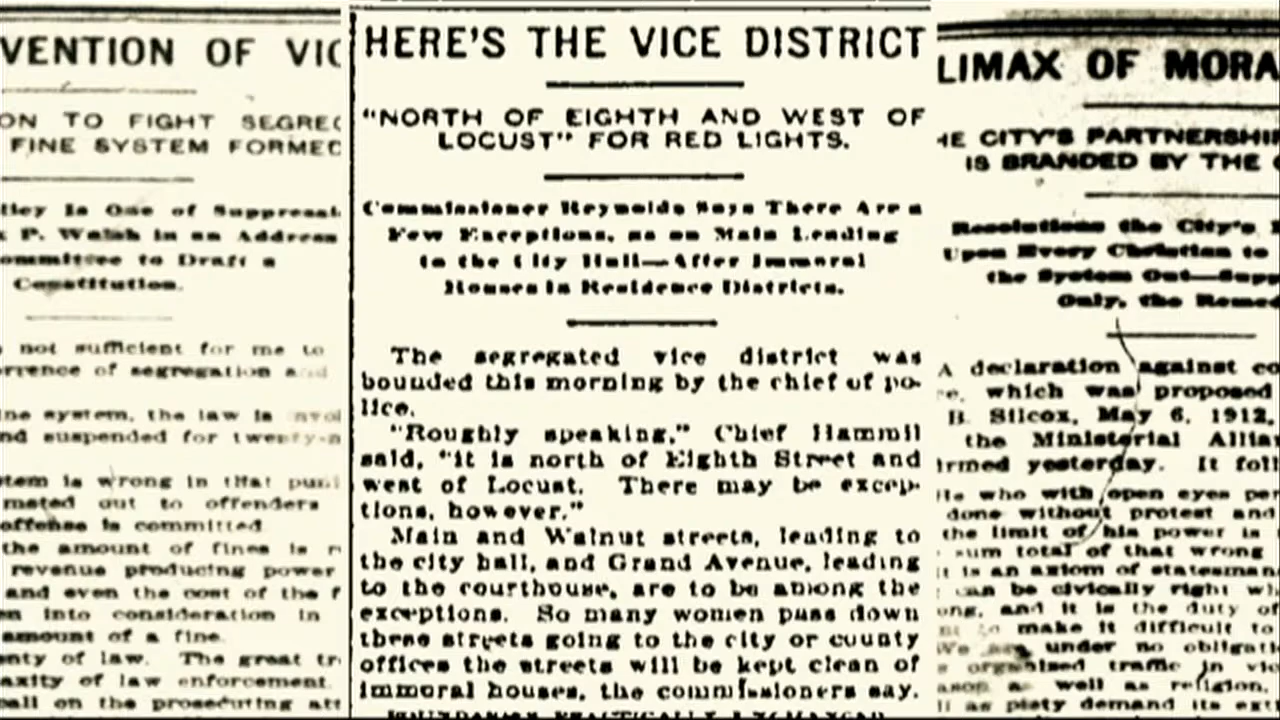 VENTION OF VIC
ON TO FIGHT SEGREG
FINE SYSTEM FORMED
lley Is One of Suppressi
k P. Walsh in an Address
ommittee to Draft a
Constitution.
not sufficient for me to
rrence of segregation and
ine system, the law is invol
nd suspended for twenty-n
stem is wrong in that puni
meted out to offenders
offense is committed
the amount of fines is r
revenue producing power
and even the cost of the f
en into consideration in
amount of a fine.
enty of law. The great tr
axity of law enforcement.
call on the prosecuting att
HERE'S THE VICE DISTRICT
"NORTH OF EIGHTH AND WEST OF
LOCUST" FOR RED LIGHTS.
Commissioner Reynolds Says There Are a
Few Exceptions, as on Main Leading
to the City Hall—After Immoral
Houses in Residence Districts.
The segregated vice district was
bounded this morning by the chief of po-
lice.
"Roughly speaking," Chief Hammil
said, "it is north of Eighth Street and
west of Locust. There may be excep-
tions, however."
Main and Walnut streets, leading to
the city hall, and Grand Avenue, leading
to the courthouse, are to be among the
exceptions. So many women pass down
these streets going to the city or county
offices the streets will be kept clean of
immoral houses, the commissioners say.
LIMAX OF MORA
HE CITY'S PARTNERSHIP
IS BRANDED BY THE C
Resolutions the City's
Upon Every Christian to
the System Out—Supp
Only, the Remed
A declaration against co
re, which was proposed
B. Silcox, May 6, 1912,
the Ministerial Allia
irmed yesterday. It foll
who with open eyes per
done without protest and
the limit of his power is
sum total of that wrong
it is an axiom of statesman
can be civically right wh
ong, and it is the duty of
to make it difficult to
We are under no obligati
organised traffic in vic
ason as well as religion,
ll as piety demand its ext